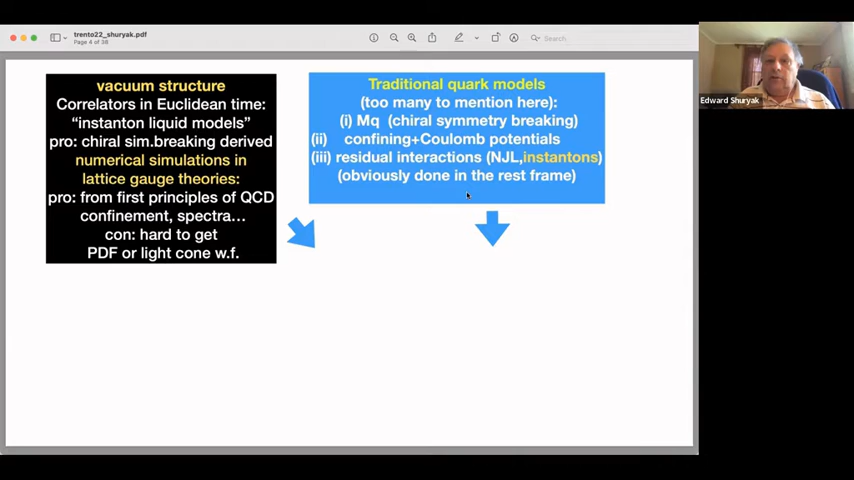 trento22_shuryak.pdf
Page 4 of 38
Search
vacuum structure
Correlators in Euclidean time:
"instanton liquid models"
pro: chiral sim.breaking derived
numerical simulations in
lattice gauge theories:
pro: from first principles of QCD
confinement, spectra...
con: hard to get
PDF or light cone w.f.
Traditional quark models
(too many to mention here):
(i) Mq (chiral symmetry breaking)
(ii) confining+Coulomb potentials
(iii) residual interactions (NJL,instantons)
(obviously done in the rest frame)
Edward Shuryak